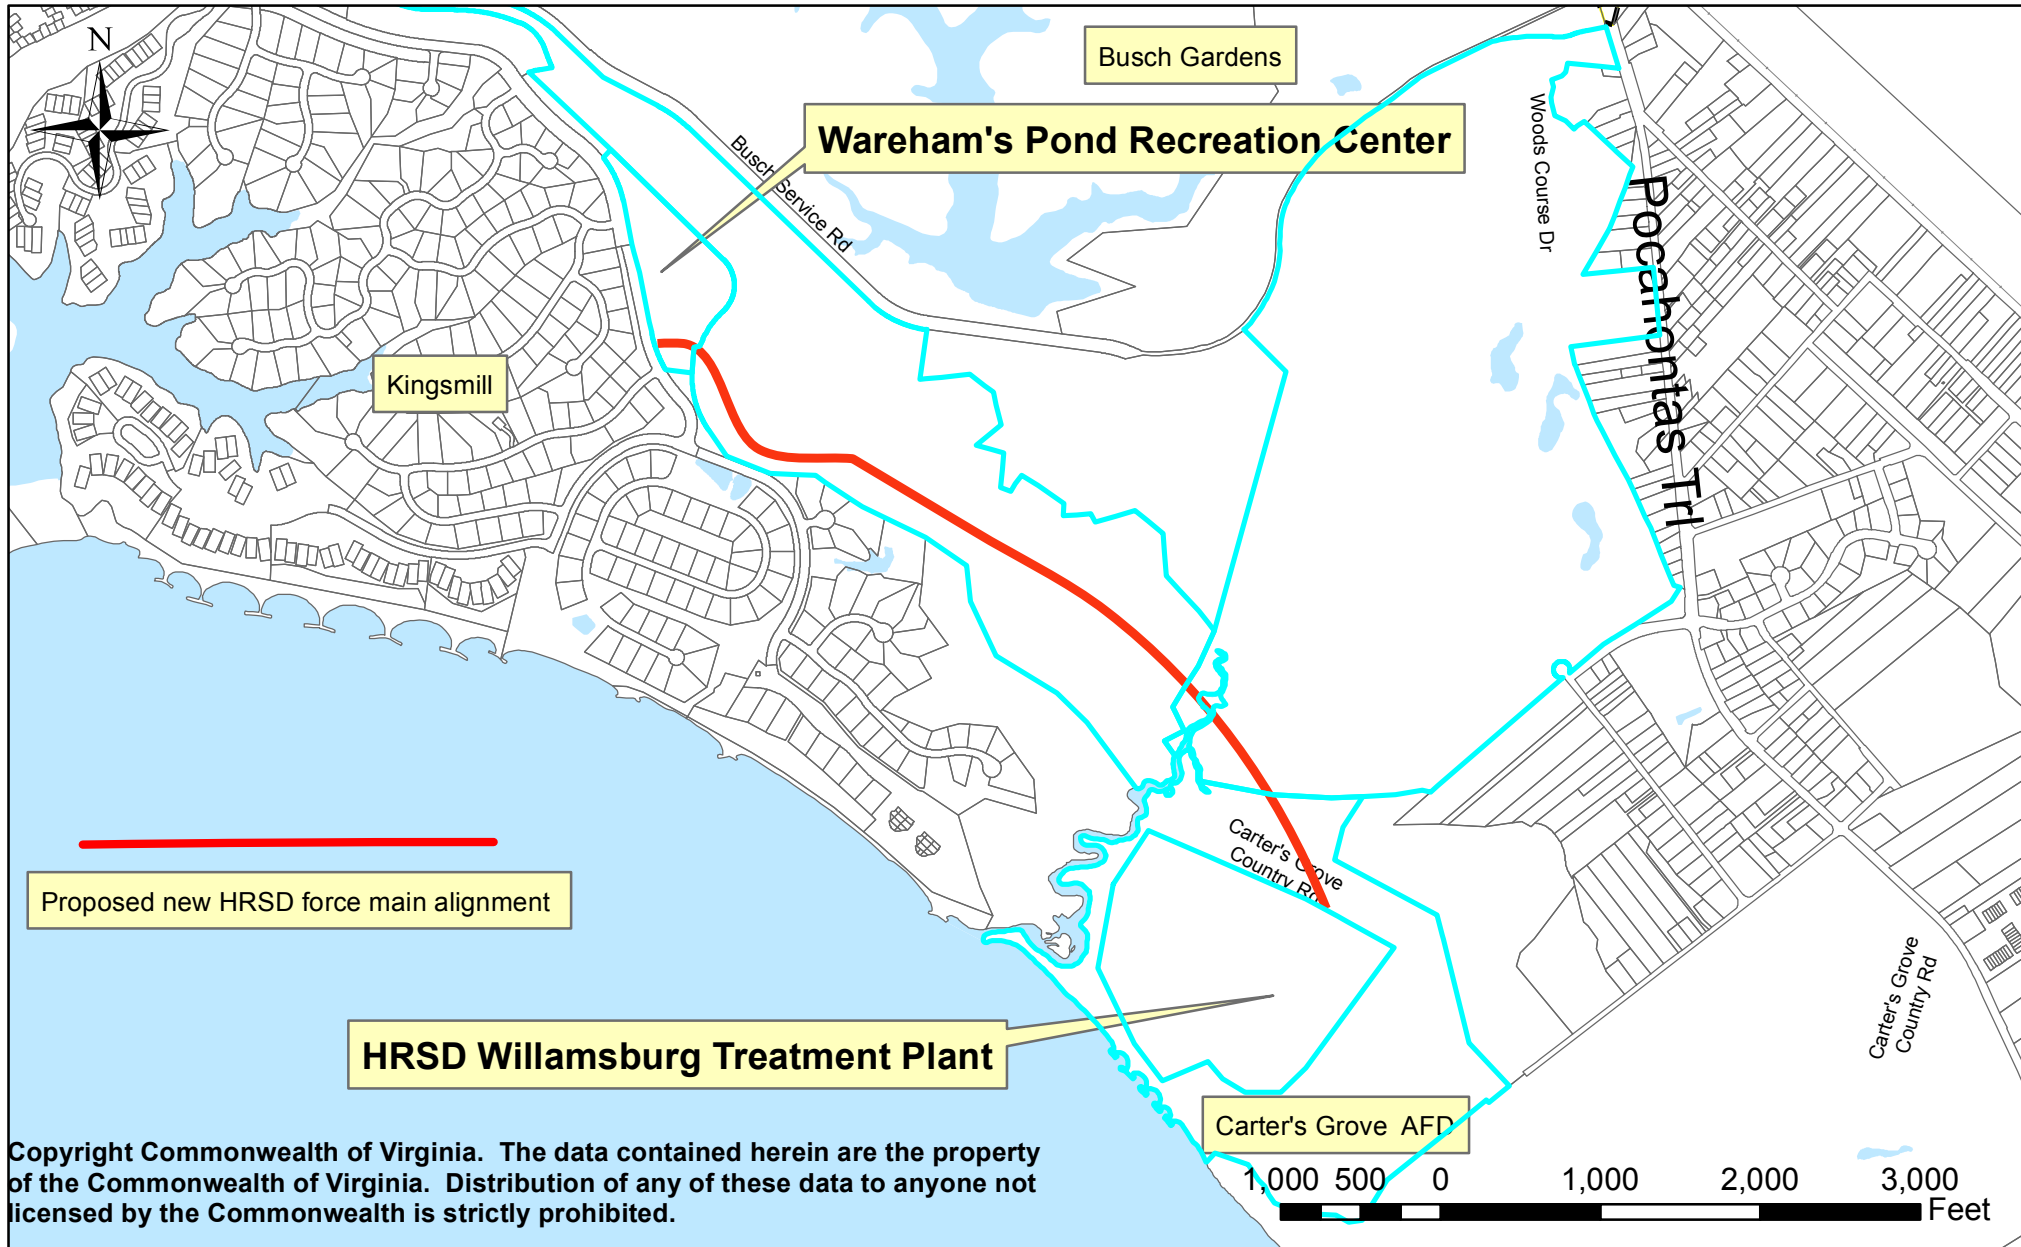 N
Busch Gardens
Wareham's Pond Recreation Center
Busch Service Rd
Woods Course Dr
Pocahontas Trl
Kingsmill
Proposed new HRSD force main alignment
Carter's Grove
Country Rd
HRSD Willamsburg Treatment Plant
Carter's Grove
Country Rd
Carter's Grove AFD
Copyright Commonwealth of Virginia. The data contained herein are the property
of the Commonwealth of Virginia. Distribution of any of these data to anyone not
licensed by the Commonwealth is strictly prohibited.
1,000 500 0 1,000 2,000 3,000
Feet